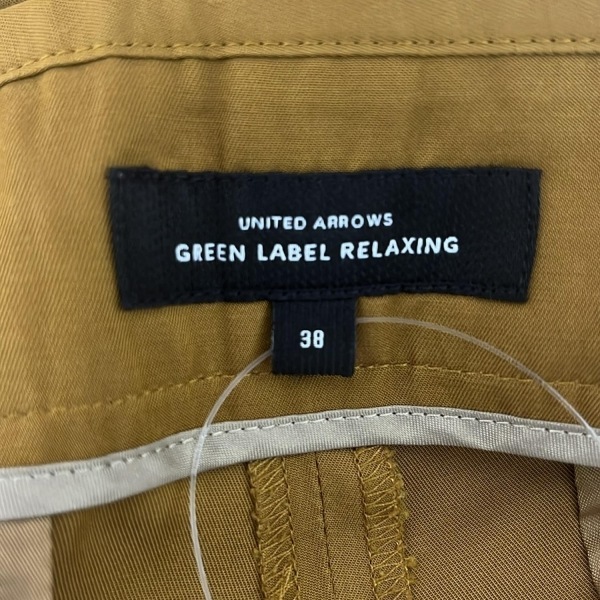 UNITED ARROWS
GREEN LABEL RELAXING
38